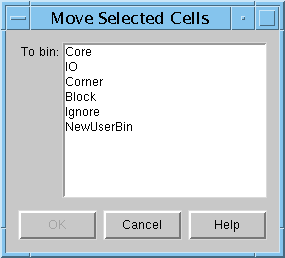 Move Selected Cells
To bin: Core
IO
Corner
Block
Ignore
NewUserBin
OK Cancel Help